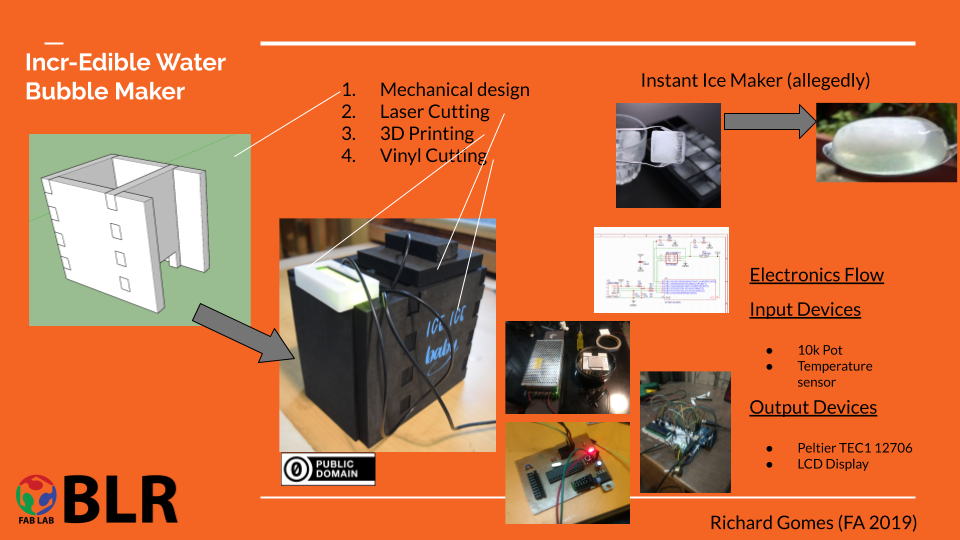 Incr-Edible Water
Bubble Maker
1. Mechanical design
2. Laser Cutting
3. 3D Printing
4. Vinyl Cutting
Instant Ice Maker (allegedly)
ICE ICE
baby
Electronics Flow
Input Devices
● 10k Pot
● Temperature
sensor
Output Devices
● Peltier TEC1 12706
● LCD Display
0 PUBLIC
DOMAIN
FAB LAB
BLR
Richard Gomes (FA 2019)